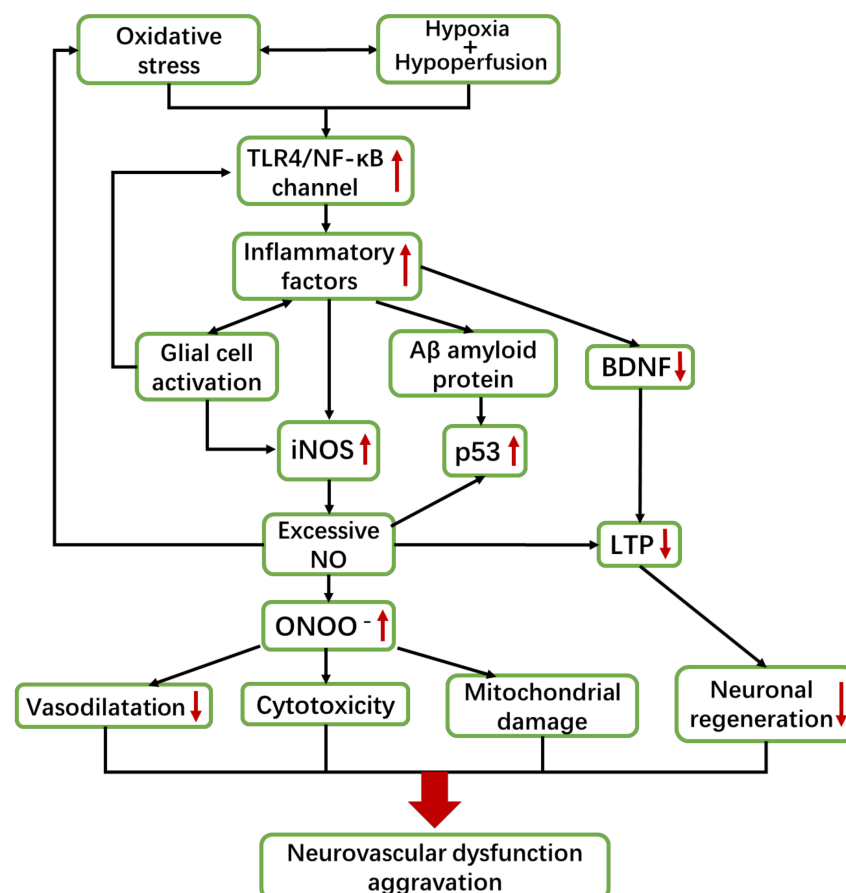 Oxidative
stress
Hypoxia
+
Hypoperfusion
TLR4/NF-κB
channel
Inflammatory
factors
Glial cell
activation
Aβ amyloid
protein
BDNF
iNOS
p53
Excessive
NO
LTP
ONOO⁻
Vasodilatation
Cytotoxicity
Mitochondrial
damage
Neuronal
regeneration
Neurovascular dysfunction
aggravation